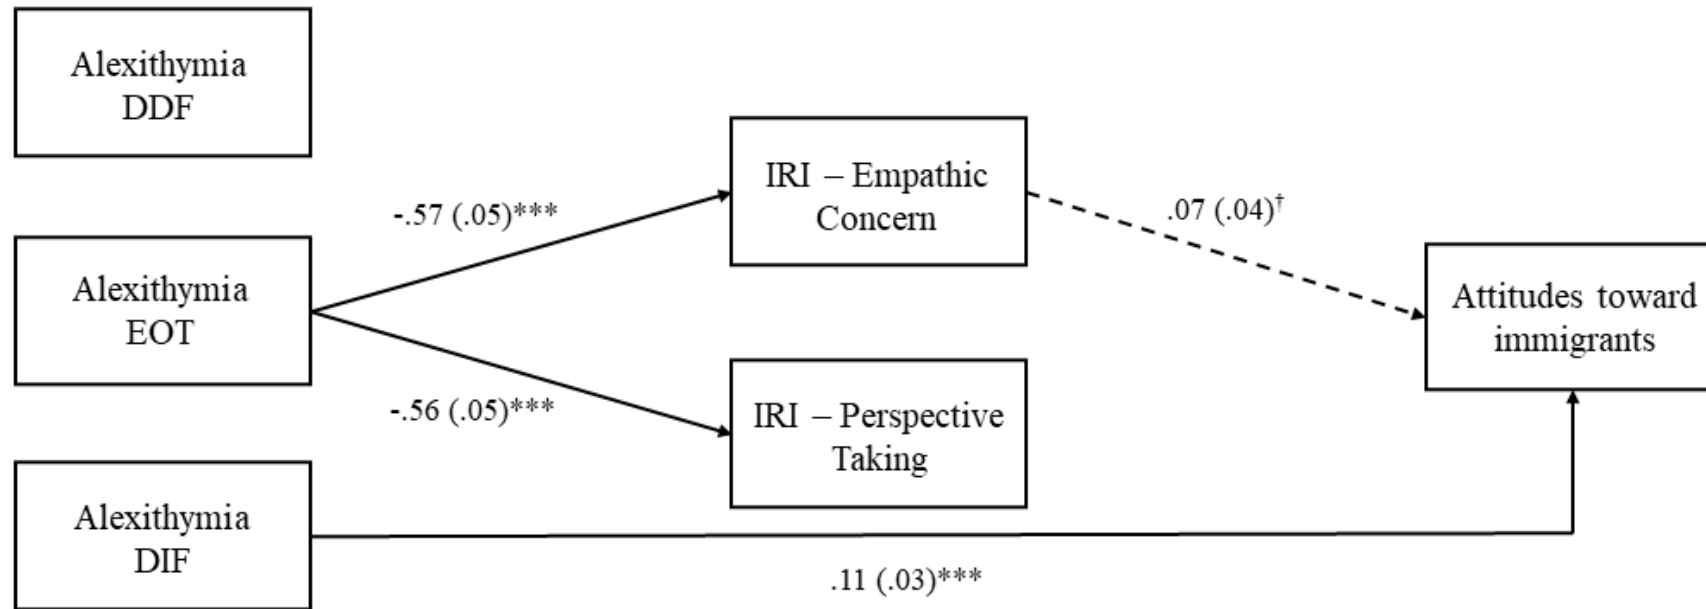 Alexithymia
DDF
-.57 (.05)***
IRI – Empathic
Concern
.07 (.04)†
Alexithymia
EOT
Attitudes toward
immigrants
-.56 (.05)***
IRI – Perspective
Taking
Alexithymia
DIF
.11 (.03)***